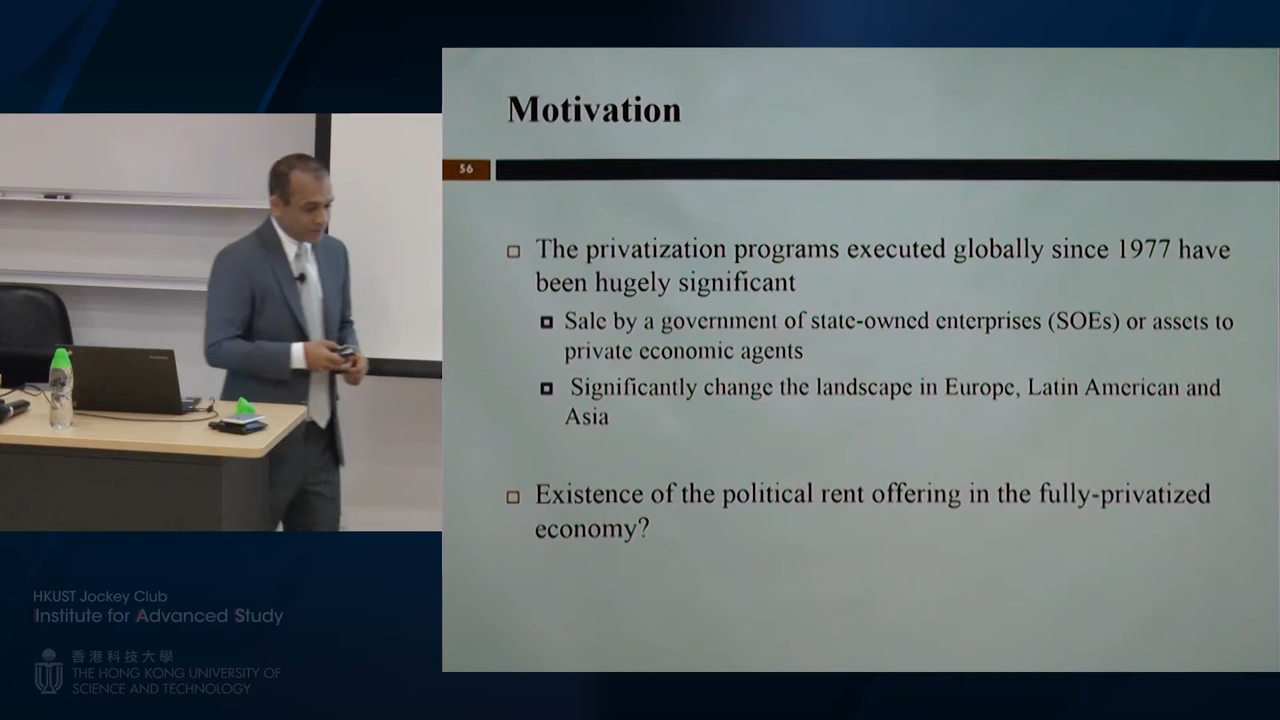 Motivation
56
The privatization programs executed globally since 1977 have
been hugely significant
Sale by a government of state-owned enterprises (SOEs) or assets to
private economic agents
Significantly change the landscape in Europe, Latin American and
Asia
Existence of the political rent offering in the fully-privatized
economy?
HKUST Jockey Club
Institute for Advanced Study
香港科技大學
THE HONG KONG UNIVERSITY OF
SCIENCE AND TECHNOLOGY